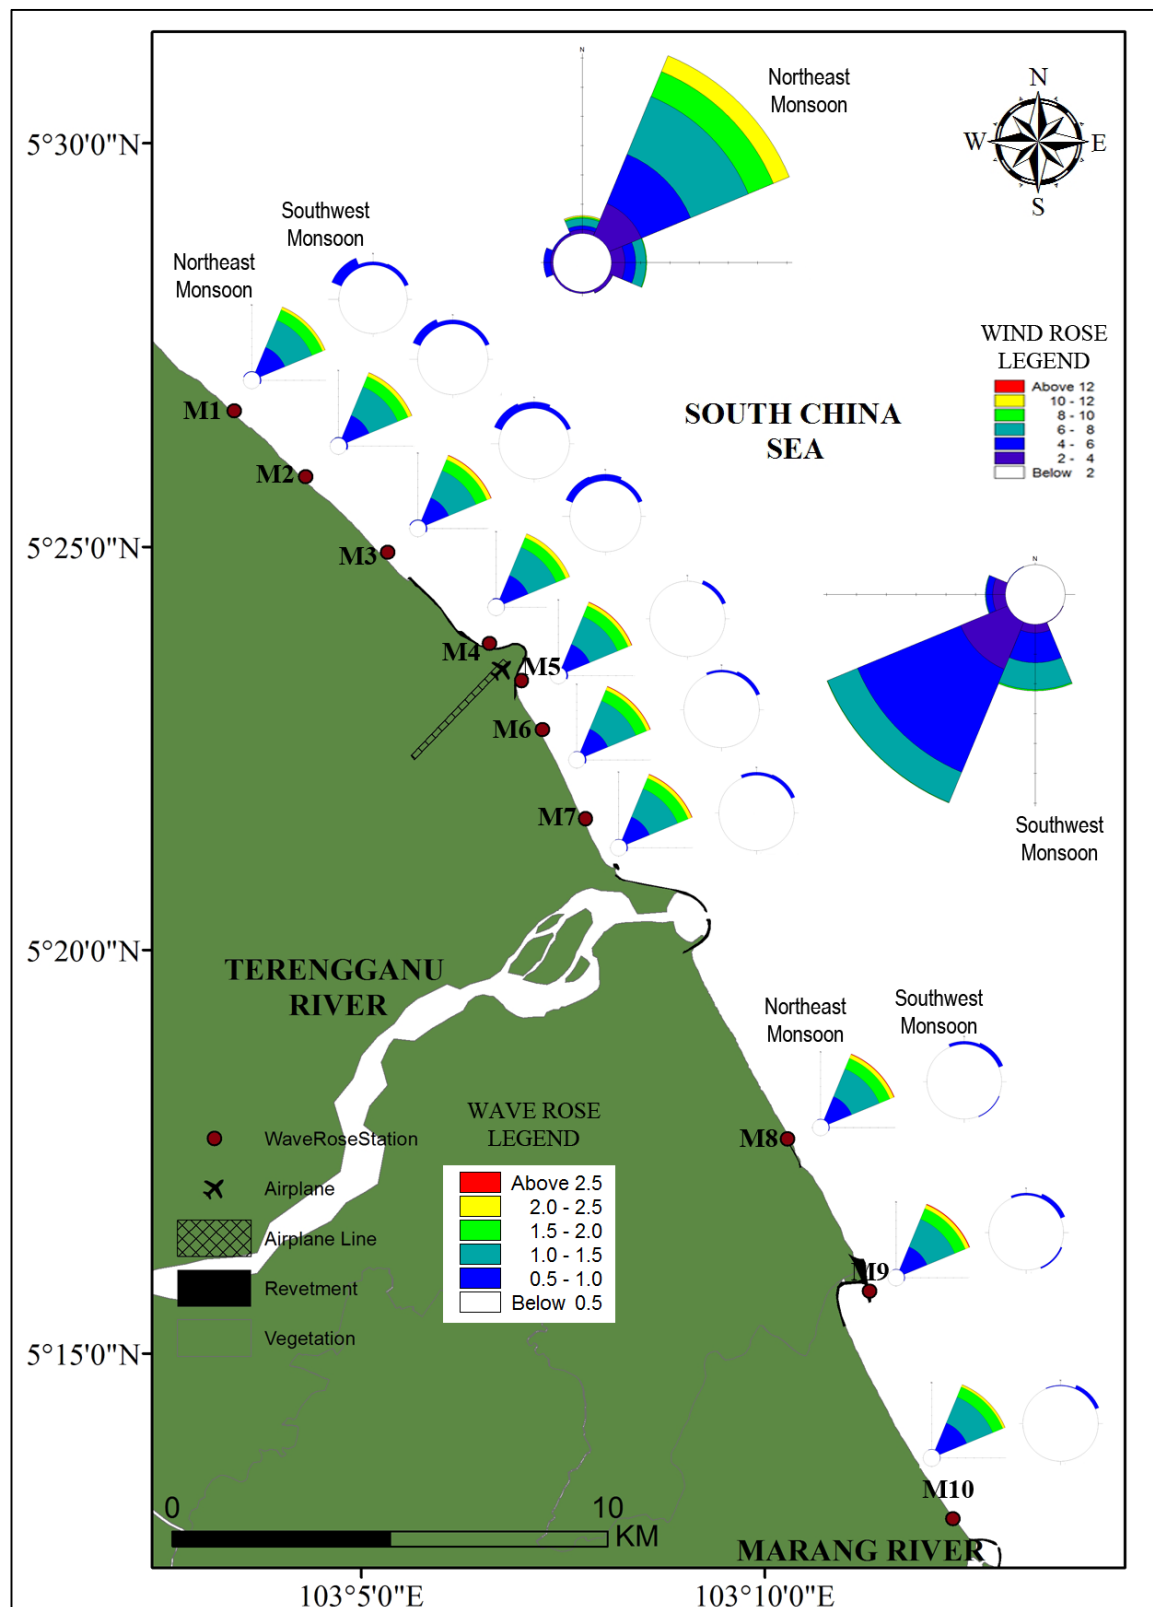 N
Northeast
Monsoon
N
W
E
S
5°30'0"N
Southwest
Monsoon
Northeast
Monsoon
WIND ROSE
LEGEND
Above 12
10 - 12
8 - 10
6 - 8
4 - 6
2 - 4
Below 2
SOUTH CHINA
SEA
M1
M2
M3
5°25'0"N
N
M4
M5
M6
M7
Southwest
Monsoon
5°20'0"N
TERENGGANU
RIVER
Northeast
Monsoon
Southwest
Monsoon
WAVE ROSE
LEGEND
Above 2.5
2.0 - 2.5
1.5 - 2.0
1.0 - 1.5
0.5 - 1.0
Below 0.5
M8
WaveRoseStation
Airplane
Airplane Line
Revetment
Vegetation
M9
5°15'0"N
M10
0
10
KM
MARANG RIVER
103°5'0"E
103°10'0"E